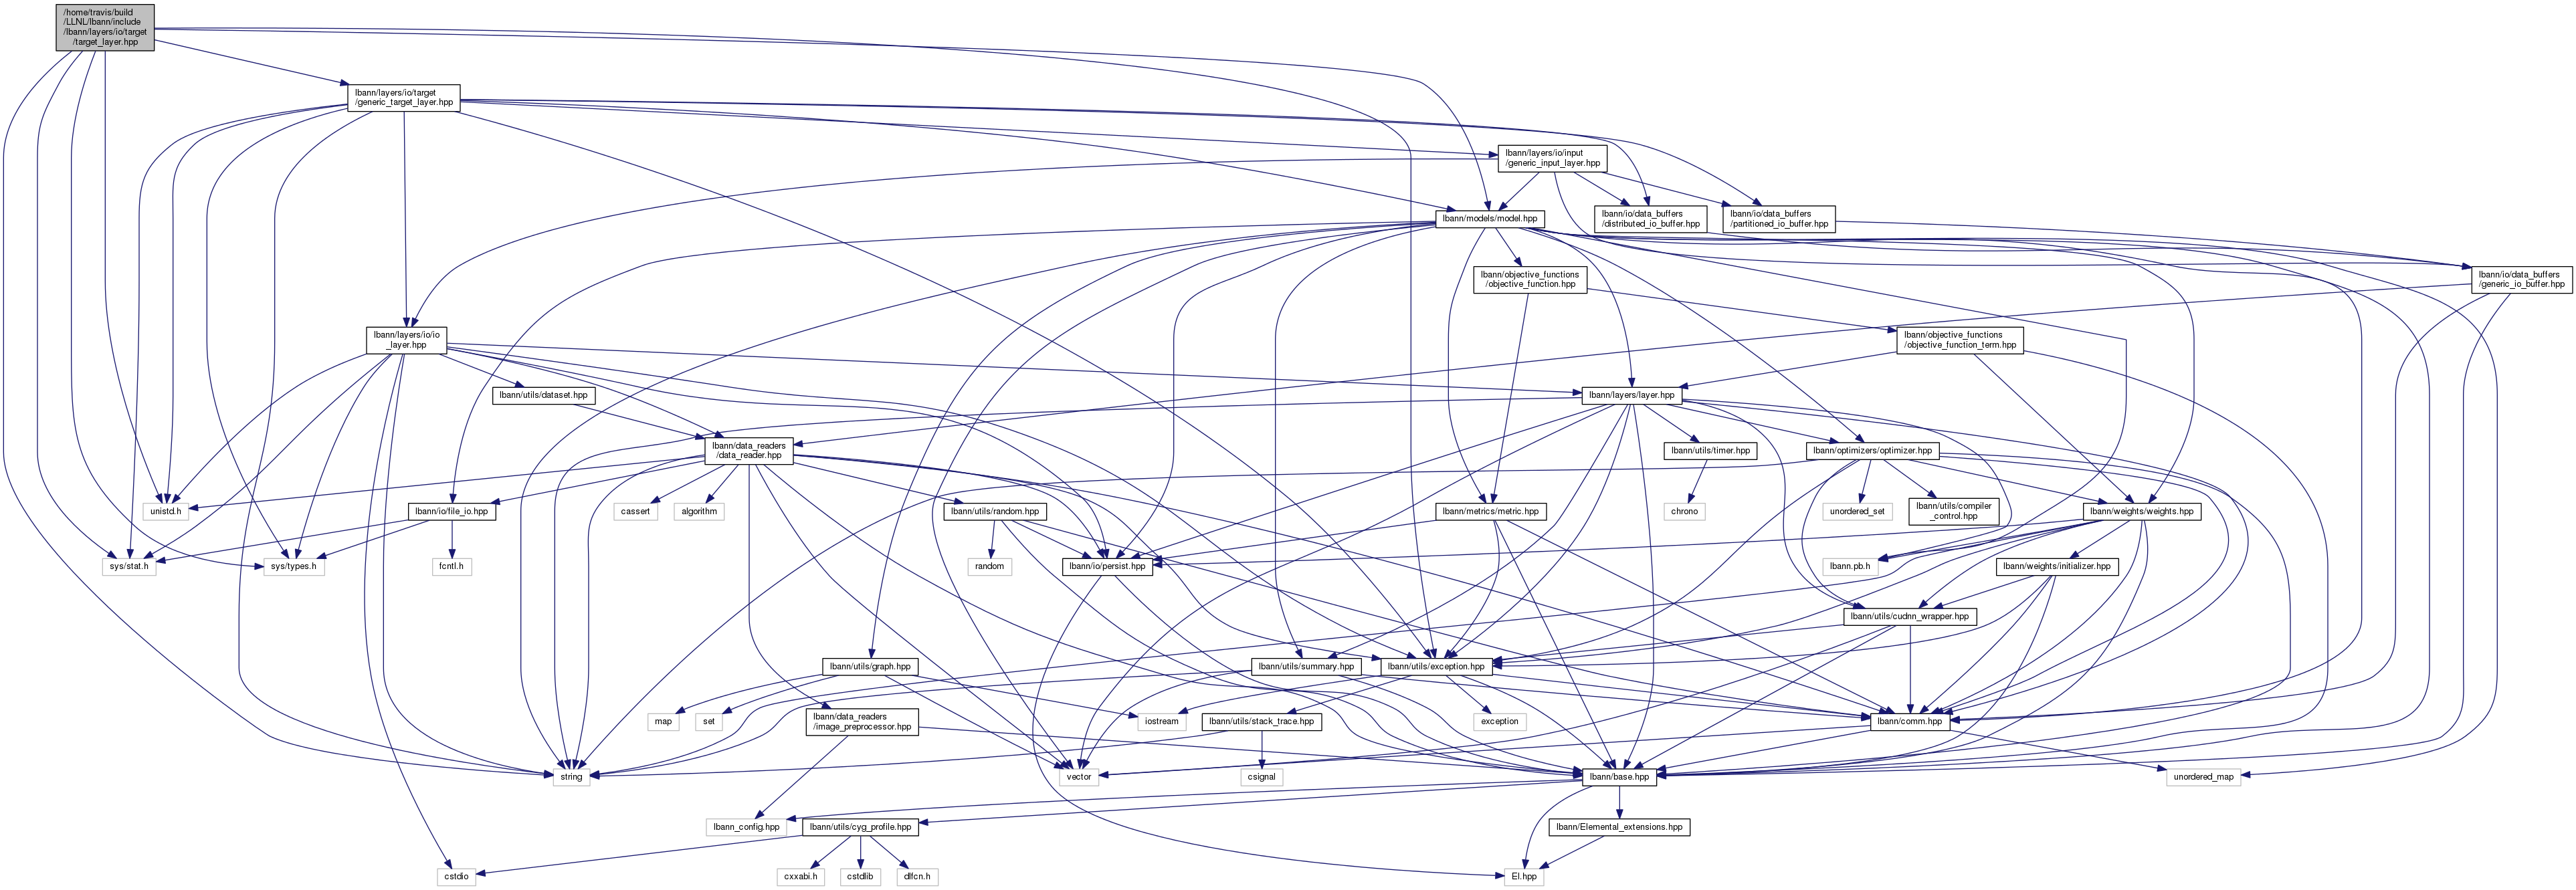 /home/travis/build
/LLNL/lbann/include
/lbann/layers/io/target
/target_layer.hpp
lbann/layers/io/target
/generic_target_layer.hpp
lbann/layers/io/input
/generic_input_layer.hpp
lbann/models/model.hpp
lbann/io/data_buffers
/distributed_io_buffer.hpp
lbann/io/data_buffers
/partitioned_io_buffer.hpp
lbann/objective_functions
/objective_function.hpp
lbann/io/data_buffers
/generic_io_buffer.hpp
lbann/layers/io/io
_layer.hpp
lbann/objective_functions
/objective_function_term.hpp
lbann/utils/dataset.hpp
lbann/layers/layer.hpp
lbann/data_readers
/data_reader.hpp
lbann/utils/timer.hpp
lbann/optimizers/optimizer.hpp
unistd.h
lbann/io/file_io.hpp
cassert
algorithm
lbann/utils/random.hpp
lbann/metrics/metric.hpp
chrono
unordered_set
lbann/utils/compiler
_control.hpp
lbann/weights/weights.hpp
sys/stat.h
sys/types.h
fcntl.h
random
lbann/io/persist.hpp
lbann.pb.h
lbann/weights/initializer.hpp
lbann/utils/cudnn_wrapper.hpp
lbann/utils/graph.hpp
lbann/utils/summary.hpp
lbann/utils/exception.hpp
map
set
lbann/data_readers
/image_preprocessor.hpp
iostream
lbann/utils/stack_trace.hpp
exception
lbann/comm.hpp
string
vector
csignal
lbann/base.hpp
unordered_map
lbann_config.hpp
lbann/utils/cyg_profile.hpp
lbann/Elemental_extensions.hpp
cstdio
cxxabi.h
cstdlib
dlfcn.h
El.hpp